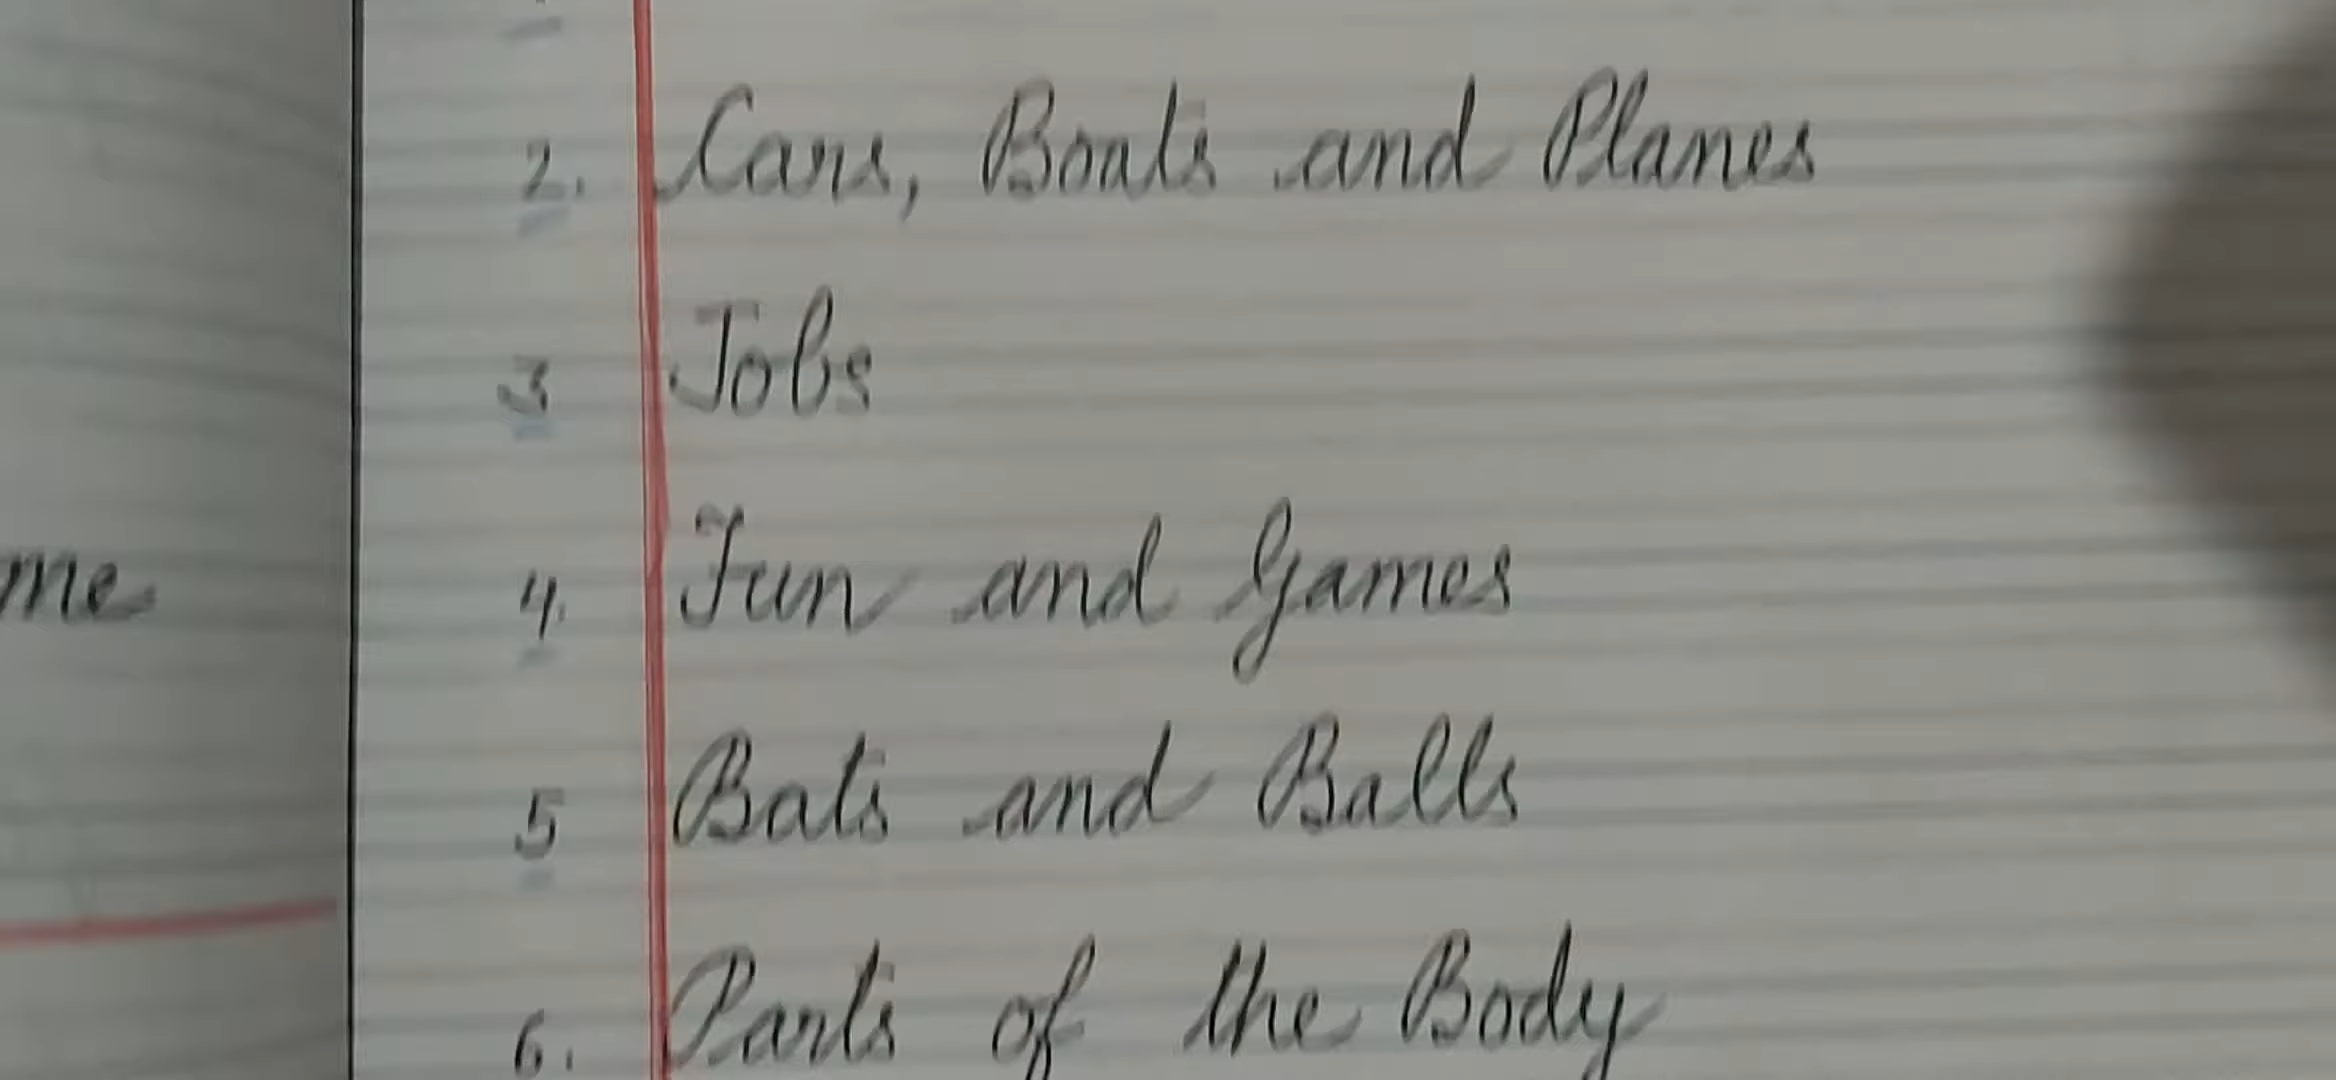 2. Cars, Boats and Planes
3 Jobs
me
4. Fun and Games
5 Bats and Balls
6. Parts of the Body